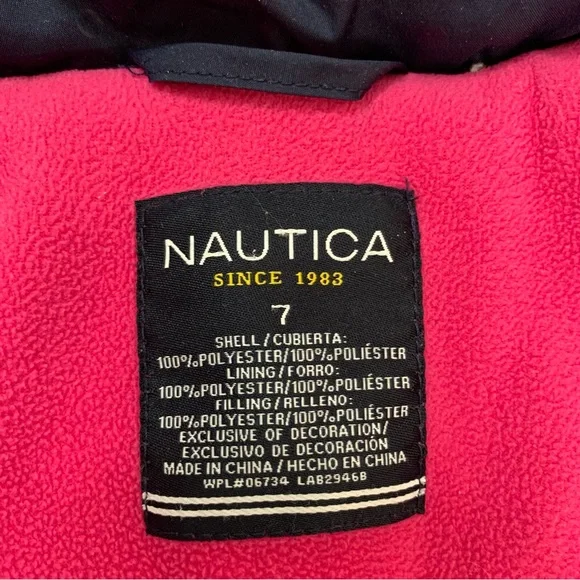 NAUTICA
SINCE 1983
7
SHELL/CUBIERTA:
100%POLYESTER/100%POLIÉSTER
LINING/FORRO:
100%POLYESTER/100%POLIÉSTER
FILLING/RELLENO:
100%POLYESTER/100%POLIÉSTER
EXCLUSIVE OF DECORATION/
EXCLUSIVO DE DECORACIÓN
MADE IN CHINA/HECHO EN CHINA
WPL#06734 LAB2946B